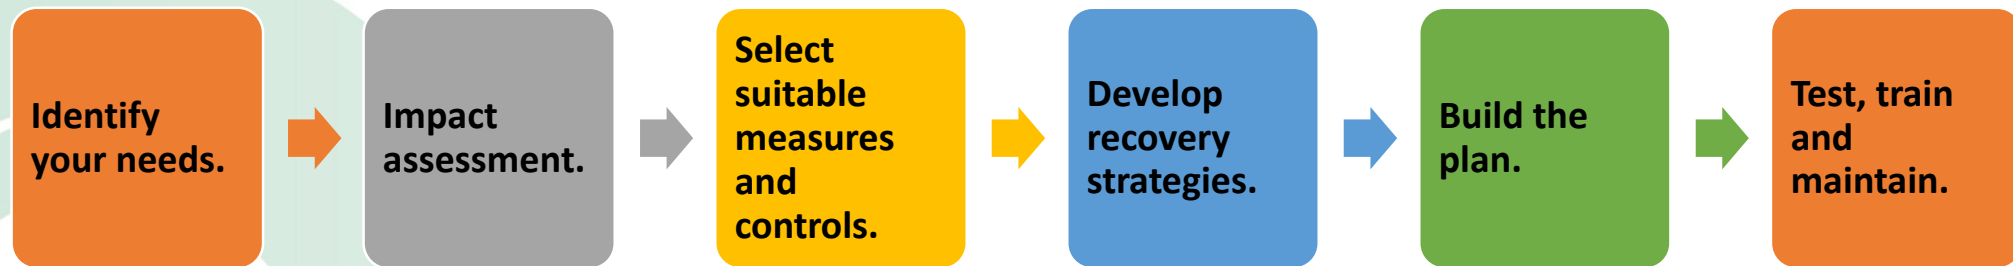 Identify
your needs.
Impact
assessment.
Select
suitable
measures
and
controls.
Develop
recovery
strategies.
Build the
plan.
Test, train
and
maintain.